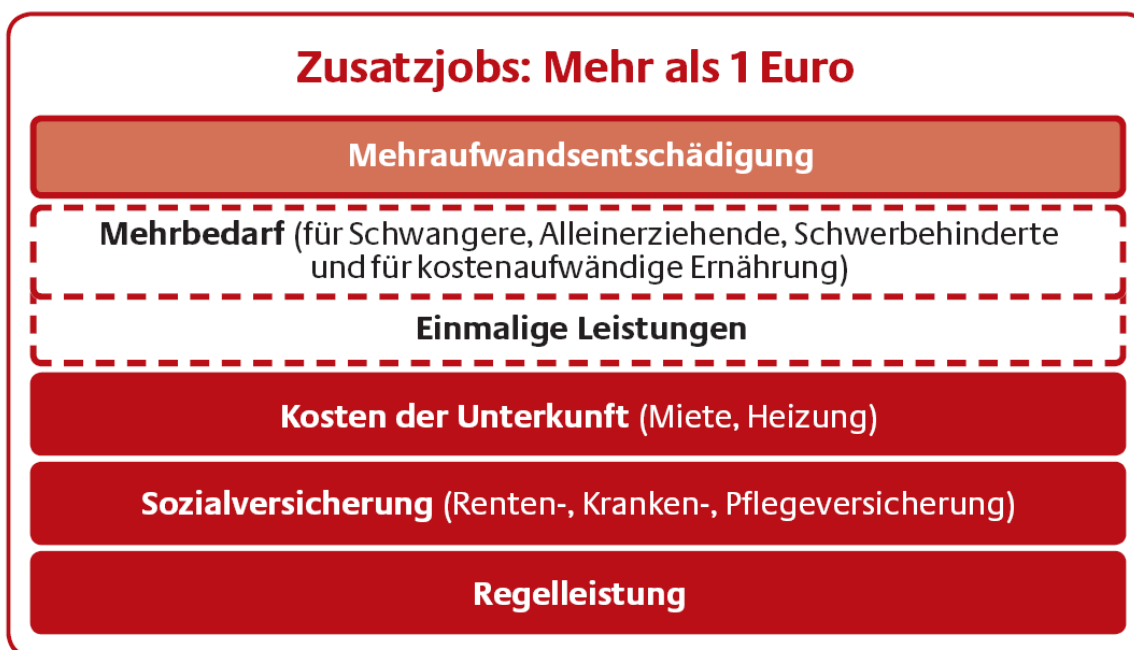 Zusatzjobs: Mehr als 1 Euro
Mehraufwandsentschädigung
Mehrbedarf (für Schwangere, Alleinerziehende, Schwerbehinderte
und für kostenaufwändige Ernährung)
Einmalige Leistungen
Kosten der Unterkunft (Miete, Heizung)
Sozialversicherung (Renten-, Kranken-, Pflegeversicherung)
Regelleistung